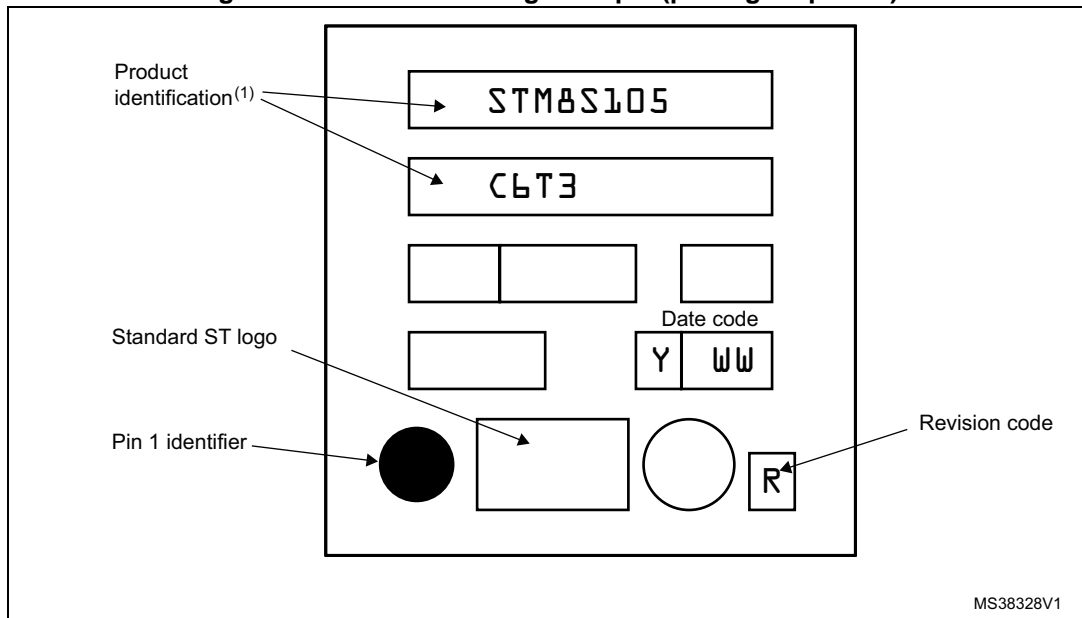 Product
identification(1)
STM8S105
C6T3
Date code
Standard ST logo
Y WW
Pin 1 identifier
Revision code
R
MS38328V1